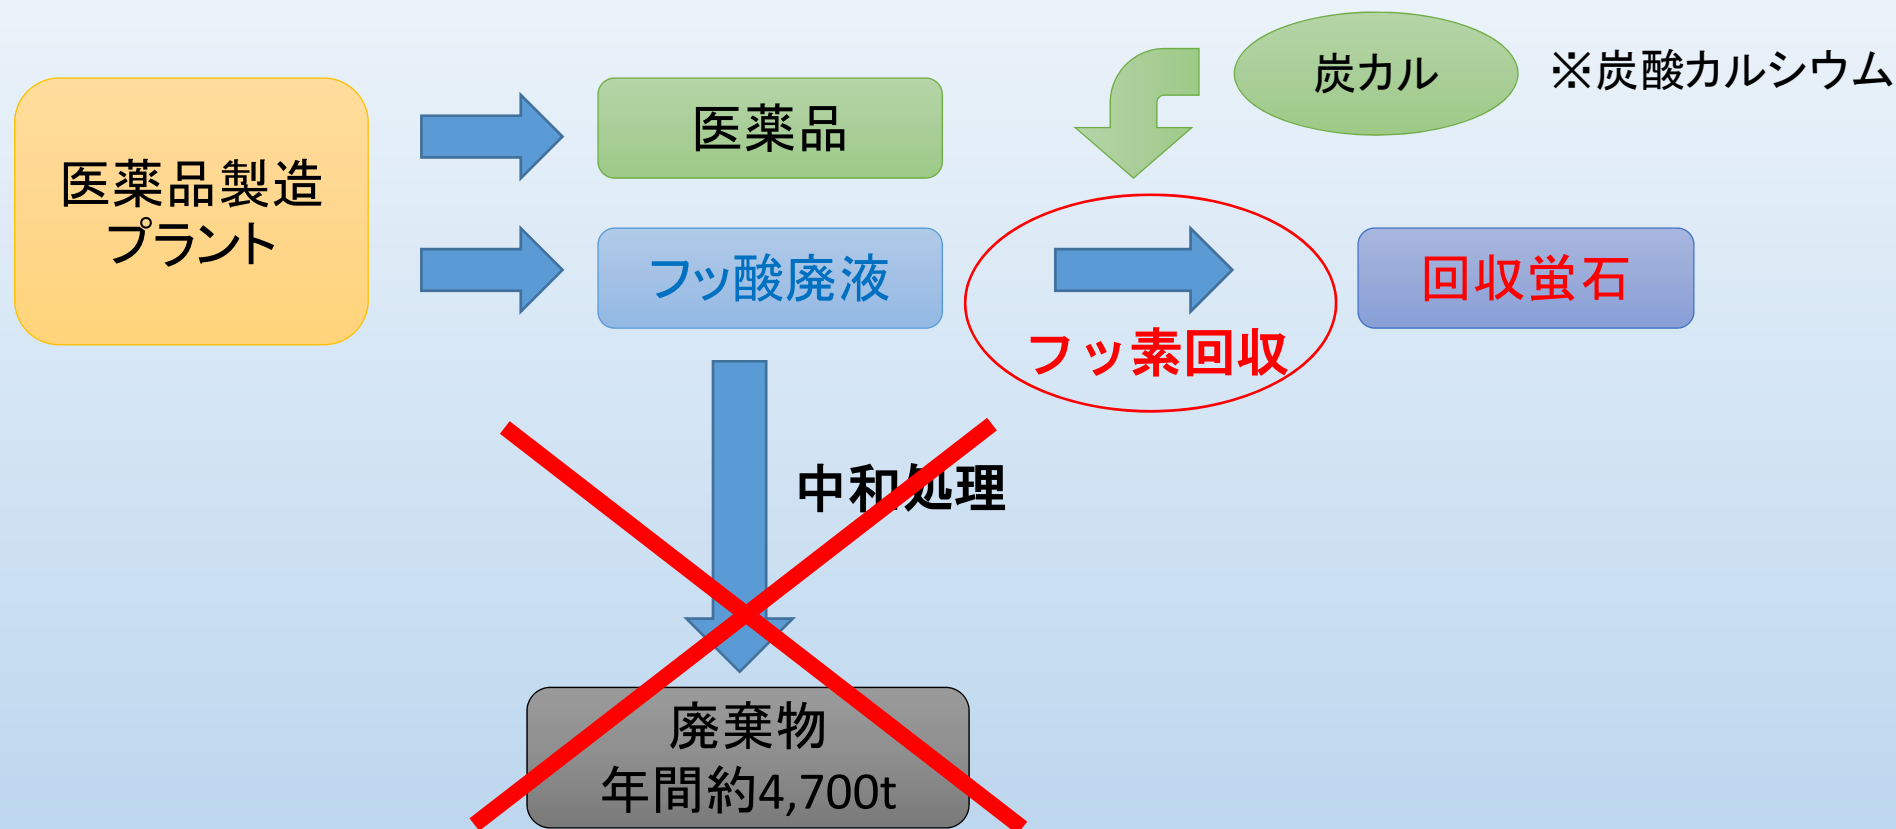 炭カル
※炭酸カルシウム
医薬品製造
プラント
医薬品
フッ酸廃液
フッ素回収
回収蛍石
中和処理
廃棄物
年間約4,700t